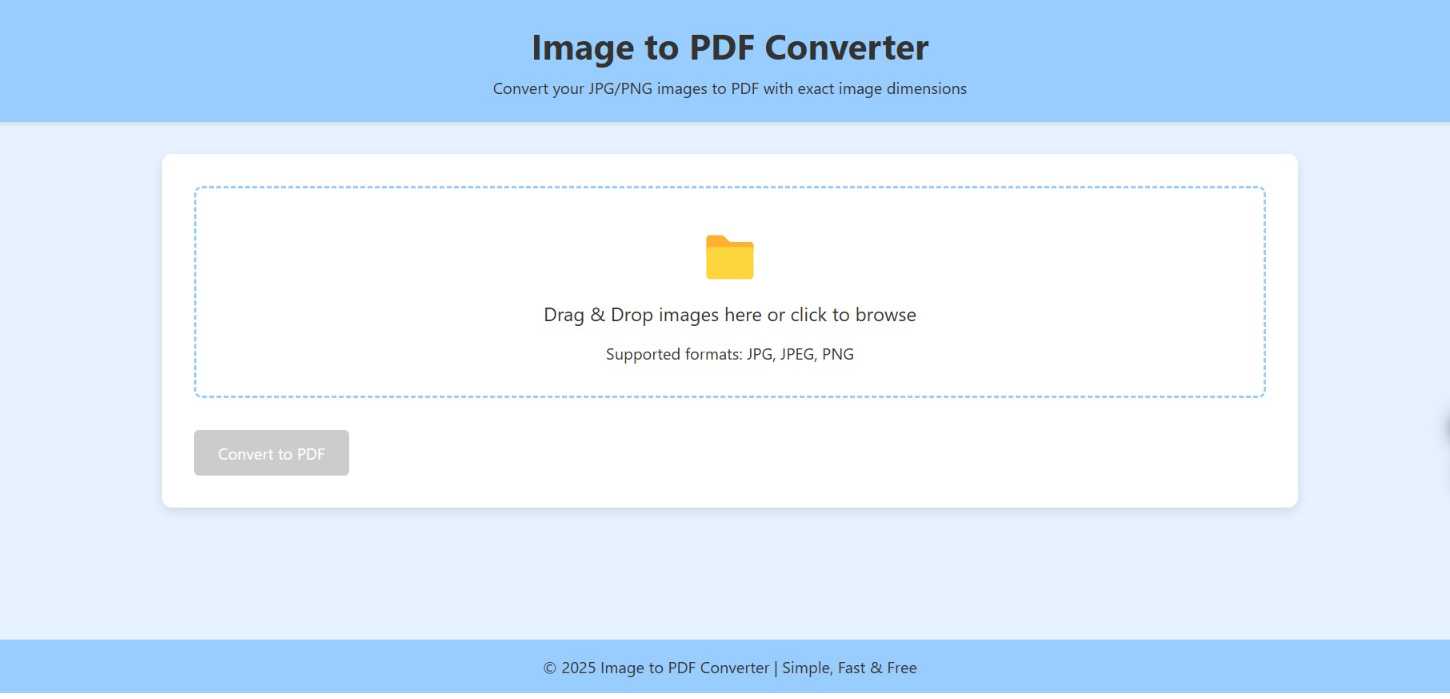 Image to PDF Converter
Convert your JPG/PNG images to PDF with exact image dimensions
Drag & Drop images here or click to browse
Supported formats: JPG, JPEG, PNG
Convert to PDF
© 2025 Image to PDF Converter | Simple, Fast & Free